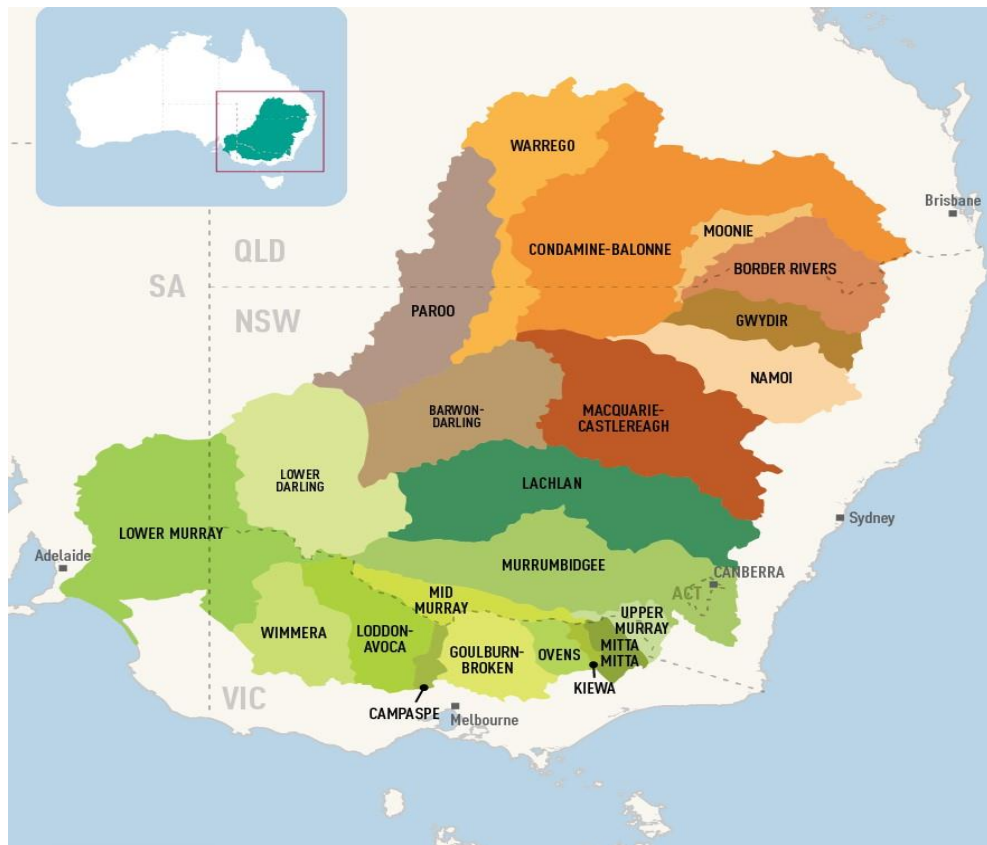 WARREGO
Brisbane
MOONIE
QLD
CONDAMINE-BALONNE
BORDER RIVERS
SA
PAROO
NSW
GWYDIR
NAMOI
BARWON-
DARLING
MACQUARIE-
CASTLEREAGH
LOWER
DARLING
LACHLAN
Sydney
LOWER MURRAY
Adelaide
MURRUMBIDGEE
CANBERRA
ACT
MID
MURRAY
UPPER
MURRAY
WIMMERA
LODDON-
AVOCA
GOULBURN-
BROKEN
OVENS
MITTA
MITTA
KIEWA
VIC
CAMPASPE
Melbourne